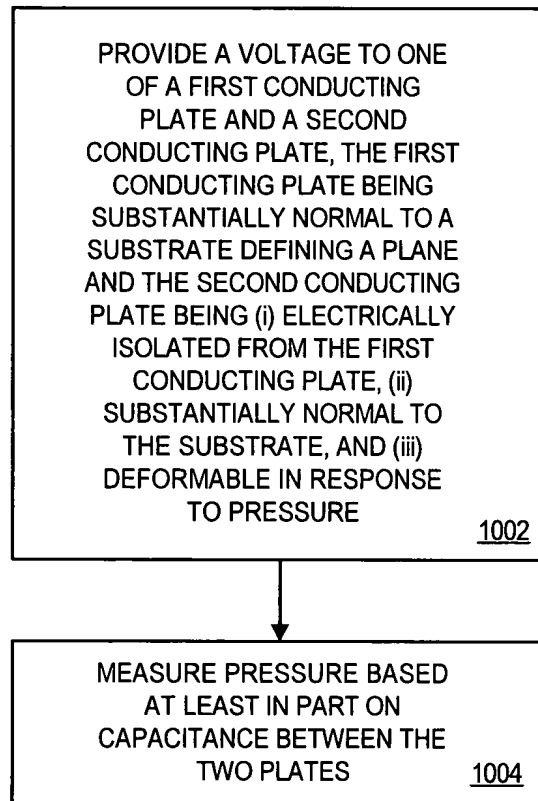 PROVIDE A VOLTAGE TO ONE
OF A FIRST CONDUCTING
PLATE AND A SECOND
CONDUCTING PLATE, THE FIRST
CONDUCTING PLATE BEING
SUBSTANTIALLY NORMAL TO A
SUBSTRATE DEFINING A PLANE
AND THE SECOND CONDUCTING
PLATE BEING (i) ELECTRICALLY
ISOLATED FROM THE FIRST
CONDUCTING PLATE, (ii)
SUBSTANTIALLY NORMAL TO
THE SUBSTRATE, AND (iii)
DEFORMABLE IN RESPONSE
TO PRESSURE
1002
MEASURE PRESSURE BASED
AT LEAST IN PART ON
CAPACITANCE BETWEEN THE
TWO PLATES
1004